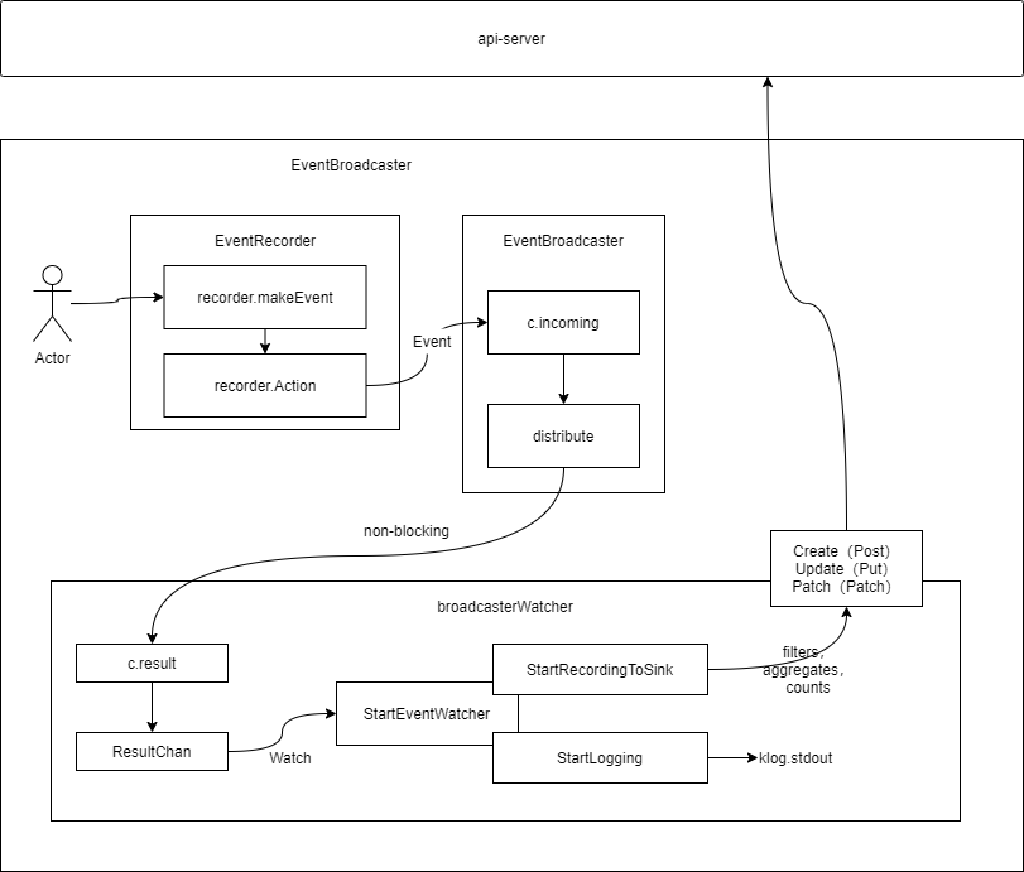 api-server
EventBroadcaster
EventRecorder
recorder.makeEvent
recorder.Action
Actor
Event
EventBroadcaster
c.incoming
distribute
non-blocking
Create (Post)
Update (Put)
Patch (Patch)
broadcasterWatcher
c.result
ResultChan
Watch
StartEventWatcher
StartRecordingToSink
filters,
aggregates,
counts
StartLogging
klog.stdout